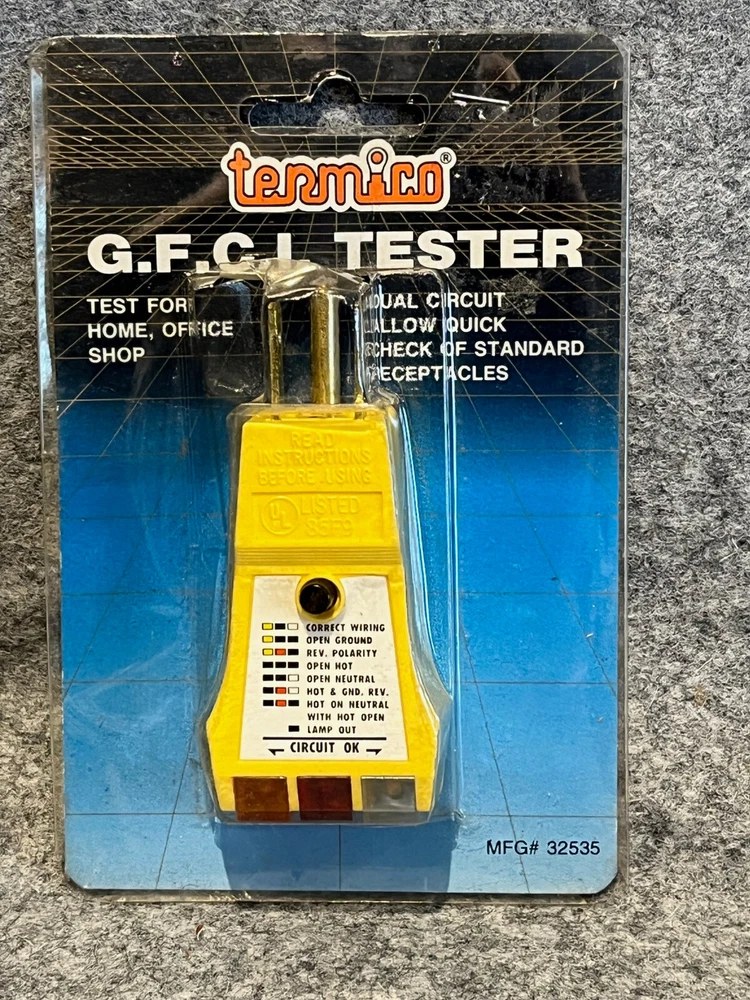 termico®
G.F.C.I. TESTER
TEST FOR
HOME, OFFICE
SHOP
DUAL CIRCUIT
ALLOW QUICK
CHECK OF STANDARD
RECEPTACLES
READ
INSTRUCTIONS
BEFORE USING
UL LISTED
85F9
CORRECT WIRING
OPEN GROUND
REV. POLARITY
OPEN HOT
OPEN NEUTRAL
HOT & GND. REV.
HOT ON NEUTRAL
WITH HOT OPEN
LAMP OUT
CIRCUIT OK
MFG# 32535